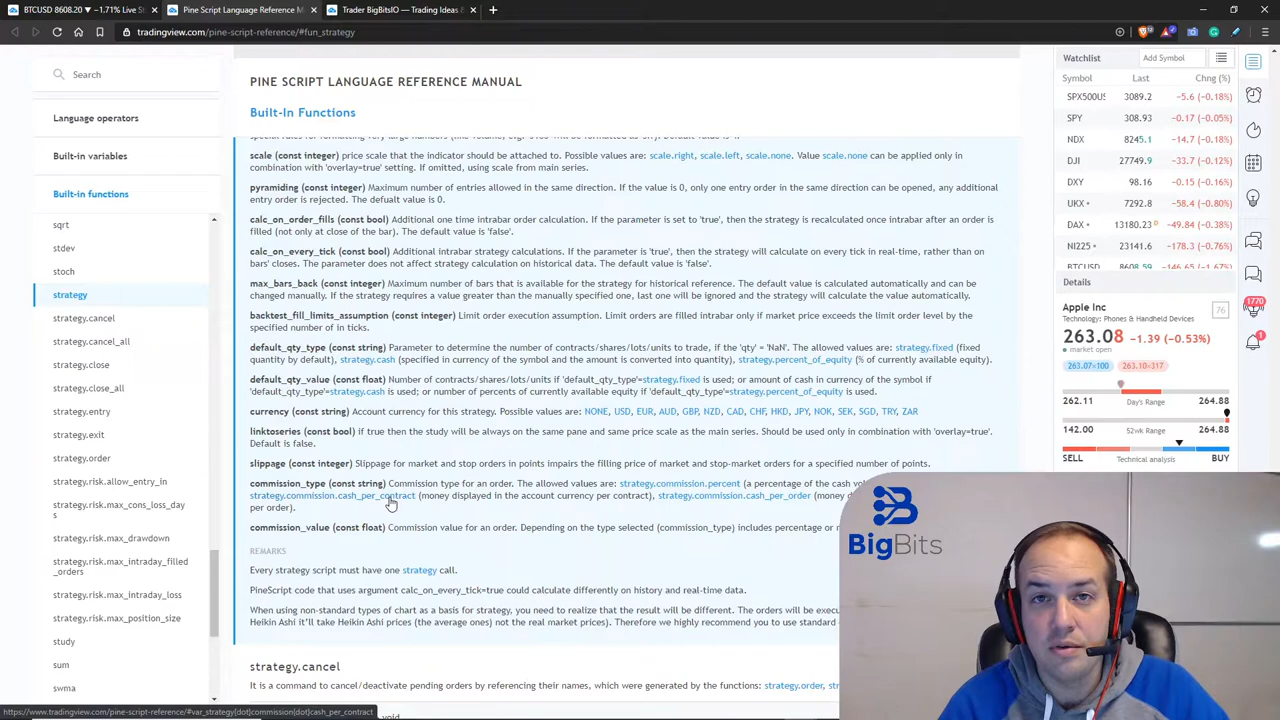 BTCUSD 8608.20 ▼ −1.71% Live St
Pine Script Language Reference M
Trader BigBitsIO — Trading Ideas &
tradingview.com/pine-script-reference/#fun_strategy
Search
Language operators
Built-in variables
Built-in functions
sqrt
stdev
stoch
strategy
strategy.cancel
strategy.cancel_all
strategy.close
strategy.close_all
strategy.entry
strategy.exit
strategy.order
strategy.risk.allow_entry_in
strategy.risk.max_cons_loss_day
s
strategy.risk.max_drawdown
strategy.risk.max_intraday_filled
_orders
strategy.risk.max_intraday_loss
strategy.risk.max_position_size
study
sum
swma
https://www.tradingview.com/pine-script-reference/#var_strategy{dot}commission{dot}cash_per_contract
PINE SCRIPT LANGUAGE REFERENCE MANUAL
Built-In Functions
scale (const integer) price scale that the indicator should be attached to. Possible values are: scale.right, scale.left, scale.none. Value scale.none can be applied only in
combination with 'overlay=true' setting. If omitted, using scale from main series.
pyramiding (const integer) Maximum number of entries allowed in the same direction. If the value is 0, only one entry order in the same direction can be opened, any additional
entry order is rejected. The defualt value is 0.
calc_on_order_fills (const bool) Additional one time intrabar order calculation. If the parameter is set to 'true', then the strategy is recalculated once intrabar after an order is
filled (not only at close of the bar). The default value is 'false'.
calc_on_every_tick (const bool) Additional intrabar strategy calculations. If the parameter is 'true', then the strategy will calculate on every tick in real-time, rather than on
bars' closes. The parameter does not affect strategy calculation on historical data. The default value is 'false'.
max_bars_back (const integer) Maximum number of bars that is available for the strategy for historical reference. The default value is calculated automatically and can be
changed manually. If the strategy requires a value greater than the manually specified one, last one will be ignored and the strategy will calculate the value automatically.
backtest_fill_limits_assumption (const integer) Limit order execution assumption. Limit orders are filled intrabar only if market price exceeds the limit order level by the
specified number in of ticks.
default_qty_type (const string) Parameter to determine the number of contracts/shares/lots/units to trade, if the 'qty' = 'NaN'. The allowed values are: strategy.fixed (fixed
quantity by default), strategy.cash (specified in currency of the symbol and the amount is converted into quantity), strategy.percent_of_equity (% of currently available equity).
default_qty_value (const float) Number of contracts/shares/lots/units if 'default_qty_type'=strategy.fixed is used; or amount of cash in currency of the symbol if
'default_qty_type'=strategy.cash is used; or number of percents of currently available equity if 'default_qty_type'=strategy.percent_of_equity is used.
currency (const string) Account currency for this strategy. Possible values are: NONE, USD, EUR, AUD, GBP, NZD, CAD, CHF, HKD, JPY, NOK, SEK, SGD, TRY, ZAR
linktoseries (const bool) if true then the study will be always on the same pane and same price scale as the main series. Should be used only in combination with 'overlay=true'.
Default is false.
slippage (const integer) Slippage for market and stop orders in points impairs the filling price of market and stop-market orders for a specified number of points.
commission_type (const string) Commission type for an order. The allowed values are: strategy.commission.percent (a percentage of the cash vol
strategy.commission.cash_per_contract (money displayed in the account currency per contract), strategy.commission.cash_per_order (money d
per order).
commission_value (const float) Commission value for an order. Depending on the type selected (commission_type) includes percentage or m
REMARKS
Every strategy script must have one strategy call.
PineScript code that uses argument calc_on_every_tick=true could calculate differently on history and real-time data.
When using non-standard types of chart as a basis for strategy, you need to realize that the result will be different. The orders will be exec
Heikin Ashi it'll take Heikin Ashi prices (the average ones) not the real market prices). Therefore we highly recommend you to use standard
strategy.cancel
It is a command to cancel/deactivate pending orders by referencing their names, which were generated by the functions: strategy.order, str
void
Watchlist
Add Symbol
Symbol Last Chng (%)
SPX500US 3089.2 −5.6 (−0.18%)
SPY 308.93 −0.17 (−0.05%)
NDX 8245.1 −14.7 (−0.18%)
DJI 27749.9 −33.7 (−0.12%)
DXY 98.16 −0.15 (−0.16%)
UKX 7292.8 −58.4 (−0.80%)
DAX 13180.23 D −49.84 (−0.38%)
NI225 23141.6 −178.3 (−0.76%)
BTCUSD 8608.59 −146.65 (−1.67%)
Details
Apple Inc
76
Technology: Phones & Handheld Devices
263.08 −1.39 (−0.53%)
market open
263.07×100 263.10×317
262.11 Day's Range 264.88
142.00 52wk Range 264.88
SELL Technical analysis BUY
1770
1
BigBits